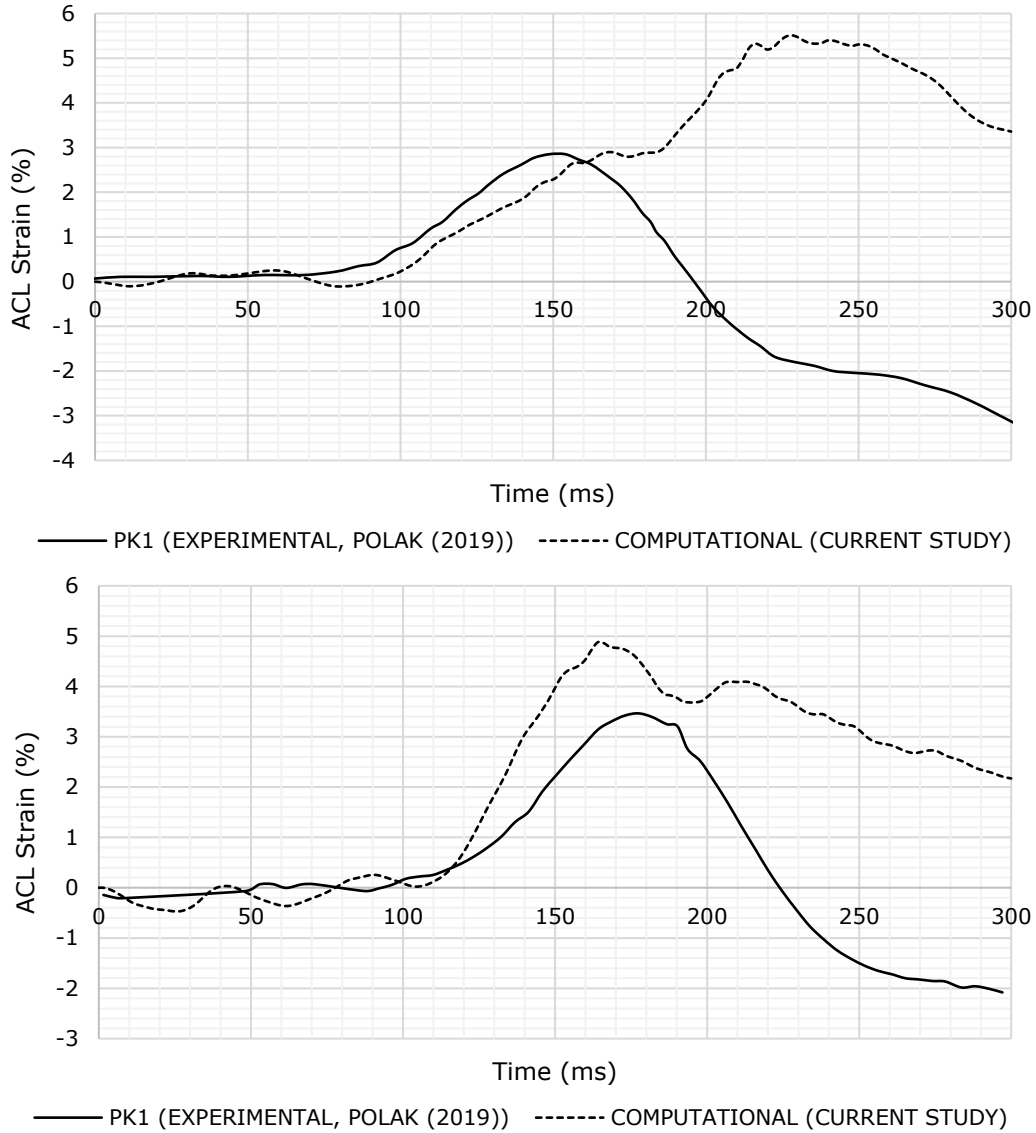 6
5
4
3
2
1
0
-1
-2
-3
-4
ACL Strain (%)
0 50 100 150 200 250 300
Time (ms)
PK1 (EXPERIMENTAL, POLAK (2019)) COMPUTATIONAL (CURRENT STUDY)
6
5
4
3
2
1
0
-1
-2
-3
ACL Strain (%)
0 50 100 150 200 250 300
Time (ms)
PK1 (EXPERIMENTAL, POLAK (2019)) COMPUTATIONAL (CURRENT STUDY)